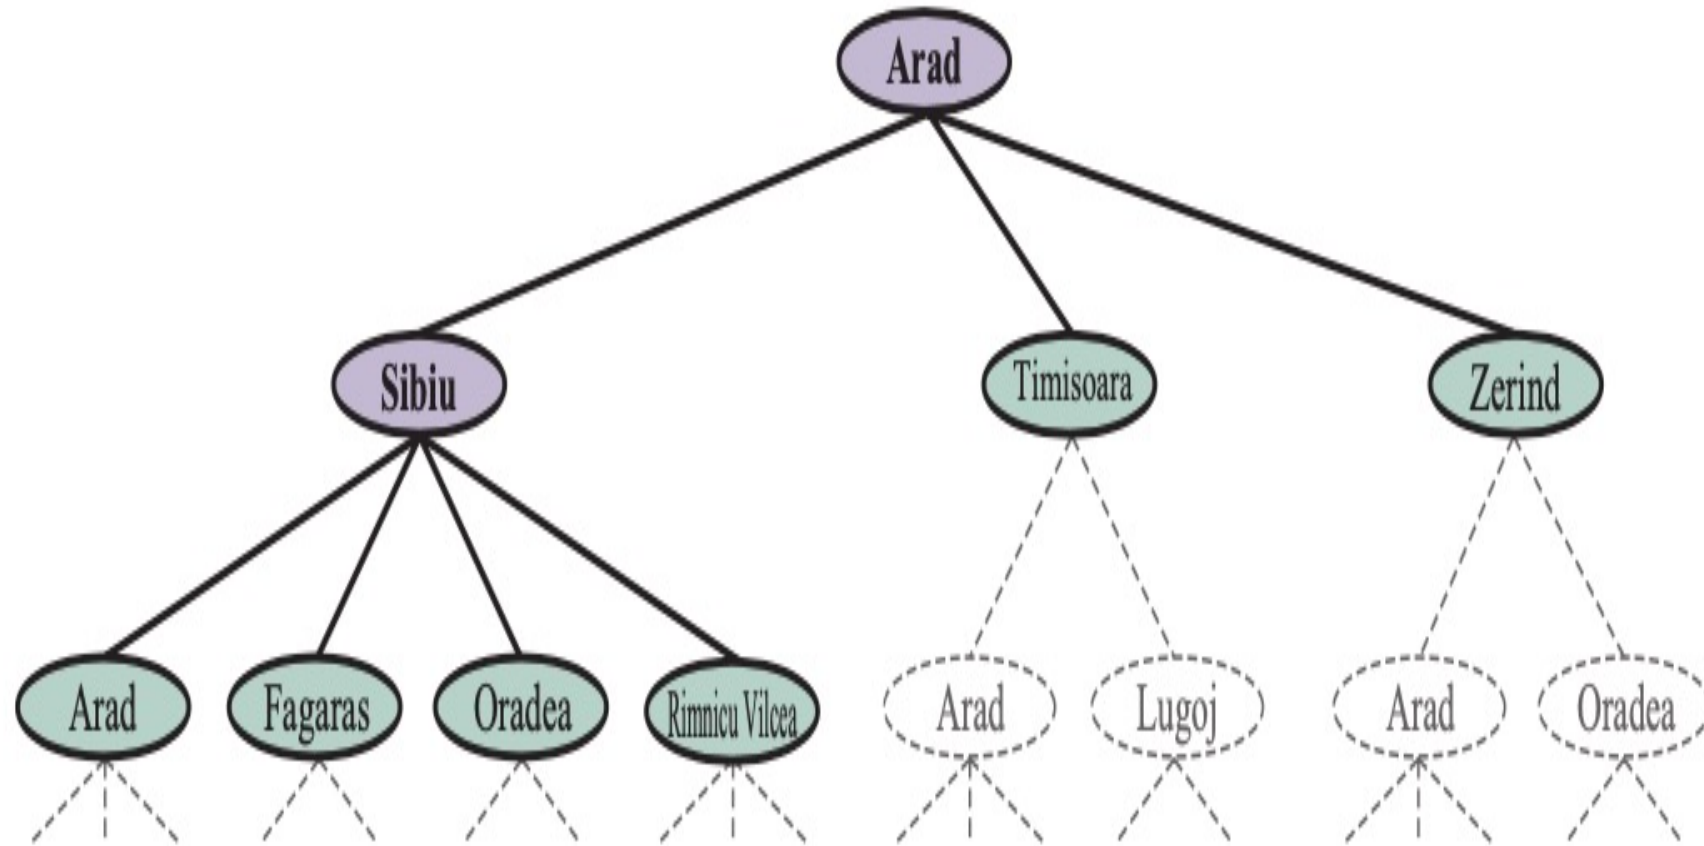 Arad
Sibiu
Timisoara
Zerind
Arad
Fagaras
Oradea
Rimnicu Vilcea
Arad
Lugoj
Arad
Oradea